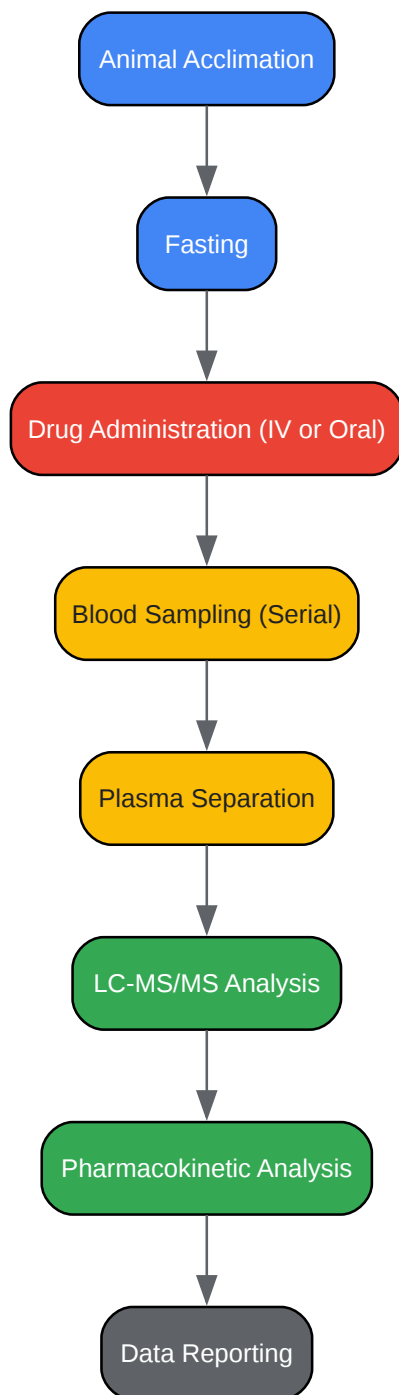 Animal Acclimation
Fasting
Drug Administration (IV or Oral)
Blood Sampling (Serial)
Plasma Separation
LC-MS/MS Analysis
Pharmacokinetic Analysis
Data Reporting